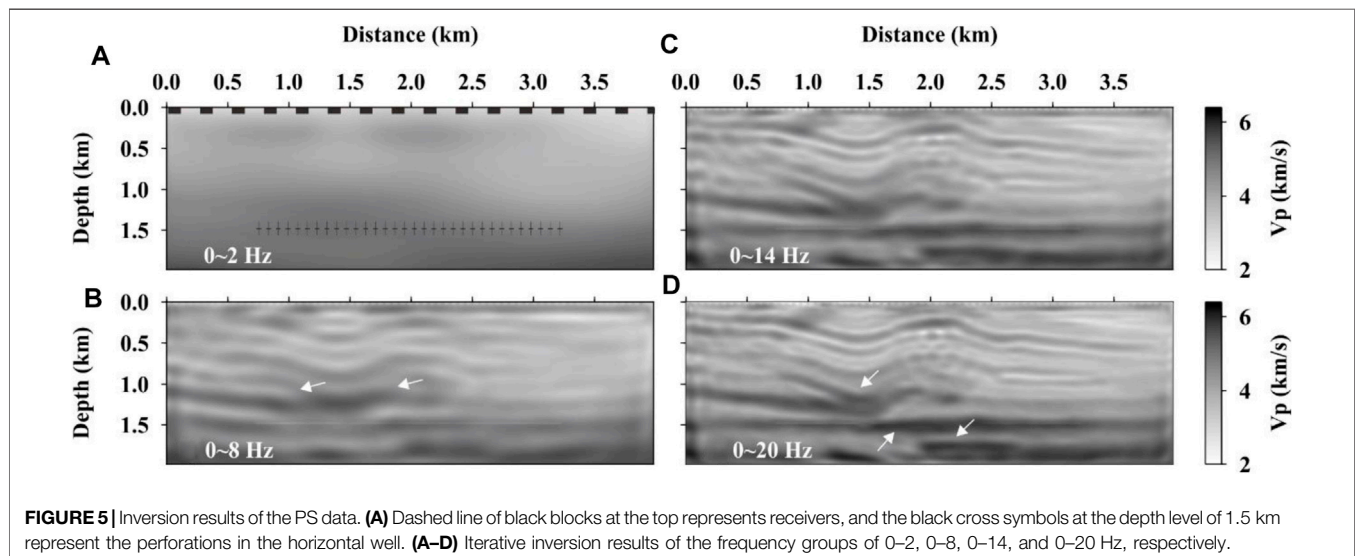 Distance (km)
A
0.0 0.5 1.0 1.5 2.0 2.5 3.0 3.5
0.0
0.5
1.0
1.5
Depth (km)
0~2 Hz
B
0.0
0.5
1.0
1.5
Depth (km)
0~8 Hz
Distance (km)
C
0.0 0.5 1.0 1.5 2.0 2.5 3.0 3.5
0~14 Hz
6
4
2
Vp (km/s)
D
0~20 Hz
6
4
2
Vp (km/s)
FIGURE 5 | Inversion results of the PS data. (A) Dashed line of black blocks at the top represents receivers, and the black cross symbols at the depth level of 1.5 km
represent the perforations in the horizontal well. (A–D) Iterative inversion results of the frequency groups of 0–2, 0–8, 0–14, and 0–20 Hz, respectively.